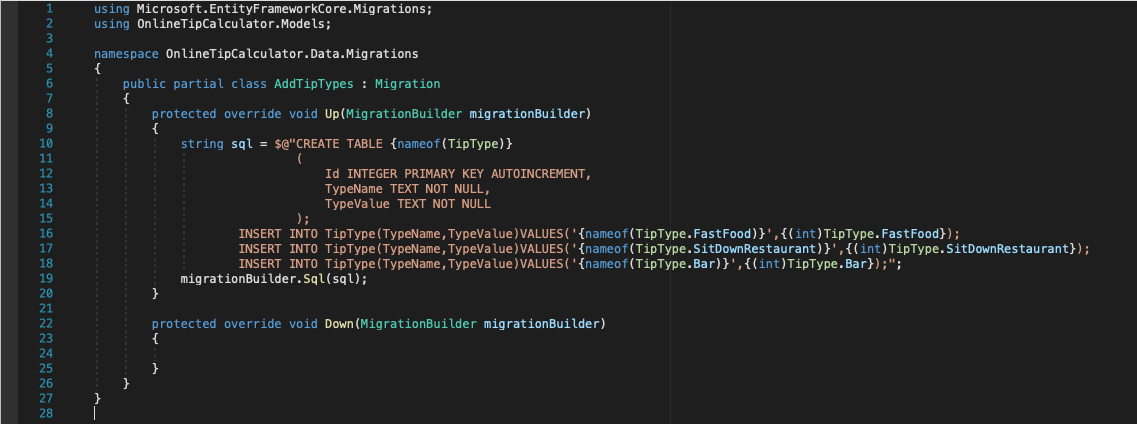 1 using Microsoft.EntityFrameworkCore.Migrations;
2 using OnlineTipCalculator.Models;
3
4 namespace OnlineTipCalculator.Data.Migrations
5 {
6     public partial class AddTipTypes : Migration
7     {
8         protected override void Up(MigrationBuilder migrationBuilder)
9         {
10             string sql = $@"CREATE TABLE {nameof(TipType)}
11                             (
12                                 Id INTEGER PRIMARY KEY AUTOINCREMENT,
13                                 TypeName TEXT NOT NULL,
14                                 TypeValue TEXT NOT NULL
15                             );
16                     INSERT INTO TipType(TypeName,TypeValue)VALUES('{nameof(TipType.FastFood)}',{(int)TipType.FastFood});
17                     INSERT INTO TipType(TypeName,TypeValue)VALUES('{nameof(TipType.SitDownRestaurant)}',{(int)TipType.SitDownRestaurant});
18                     INSERT INTO TipType(TypeName,TypeValue)VALUES('{nameof(TipType.Bar)}',{(int)TipType.Bar});";
19             migrationBuilder.Sql(sql);
20         }
21
22         protected override void Down(MigrationBuilder migrationBuilder)
23         {
24
25         }
26     }
27 }
28